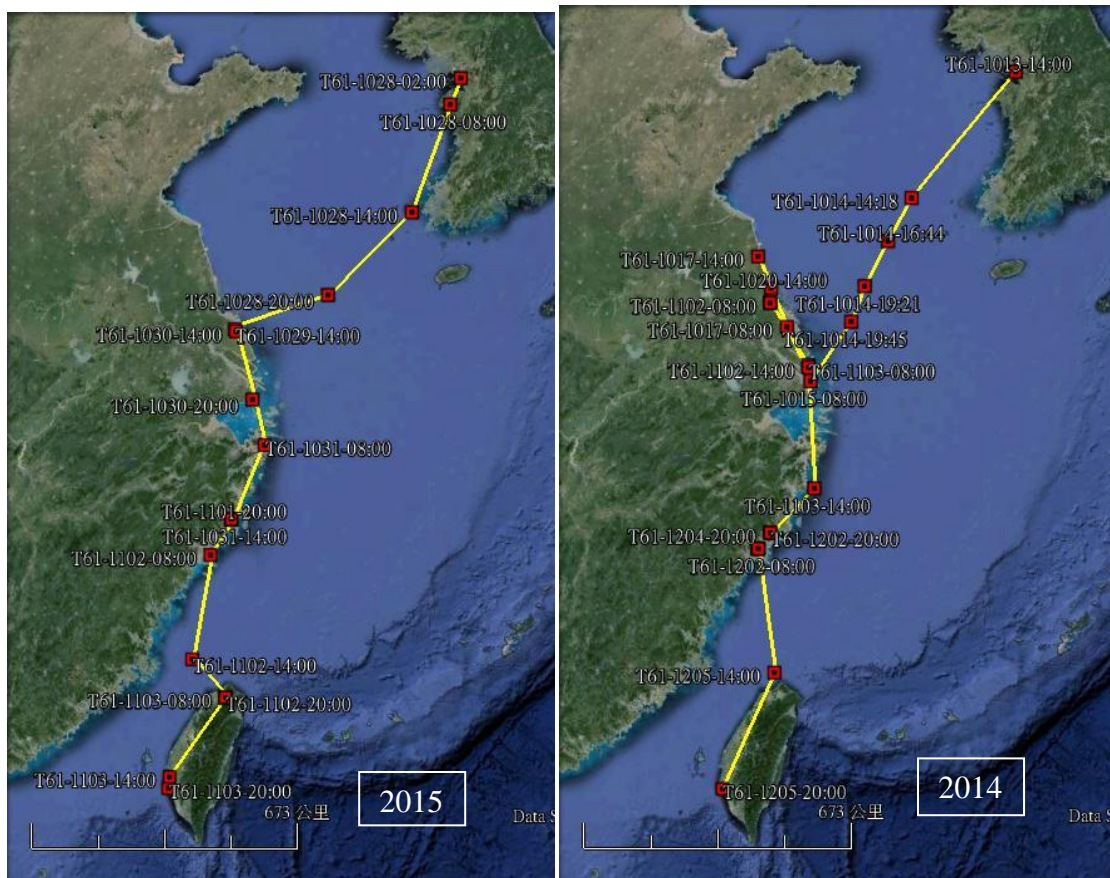 T61-1028-02:00
T61-1028-08:00
T61-1028-14:00
T61-1028-20:00
T61-1030-14:00
T61-1029-14:00
T61-1030-20:00
T61-1031-08:00
T61-1101-20:00
T61-1031-14:00
T61-1102-08:00
T61-1102-14:00
T61-1103-08:00
T61-1102-20:00
T61-1103-14:00
T61-1103-20:00
2015
673 公里
Data S
T61-1013-14:00
T61-1014-14:18
T61-1014-16:44
T61-1017-14:00
T61-1020-14:00
T61-1102-08:00
T61-1014-19:21
T61-1017-08:00
T61-1014-19:45
T61-1102-14:00
T61-1103-08:00
T61-1015-08:00
T61-1103-14:00
T61-1204-20:00
T61-1202-20:00
T61-1202-08:00
T61-1205-14:00
T61-1205-20:00
2014
673 公里
Data S